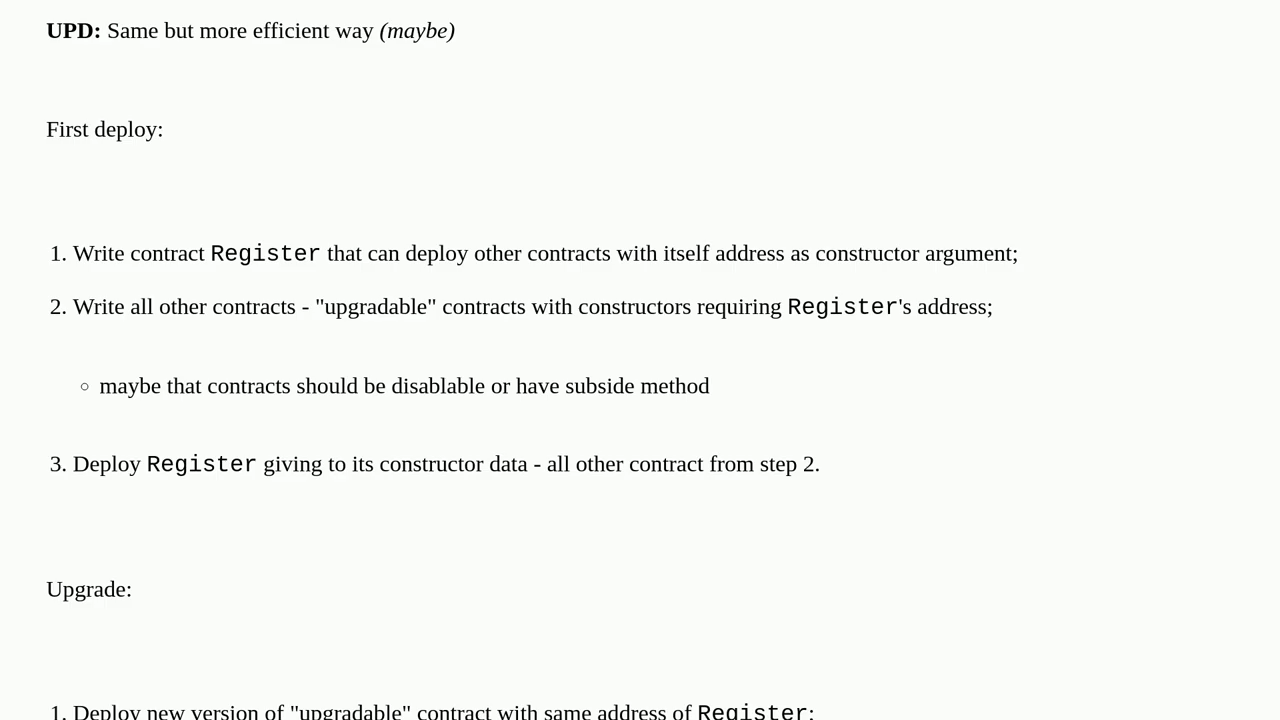 UPD: Same but more efficient way (maybe)
First deploy:
1. Write contract Register that can deploy other contracts with itself address as constructor argument;
2. Write all other contracts - "upgradable" contracts with constructors requiring Register's address;
○ maybe that contracts should be disablable or have subside method
3. Deploy Register giving to its constructor data - all other contract from step 2.
Upgrade:
1. Deploy new version of "upgradable" contract with same address of Register;